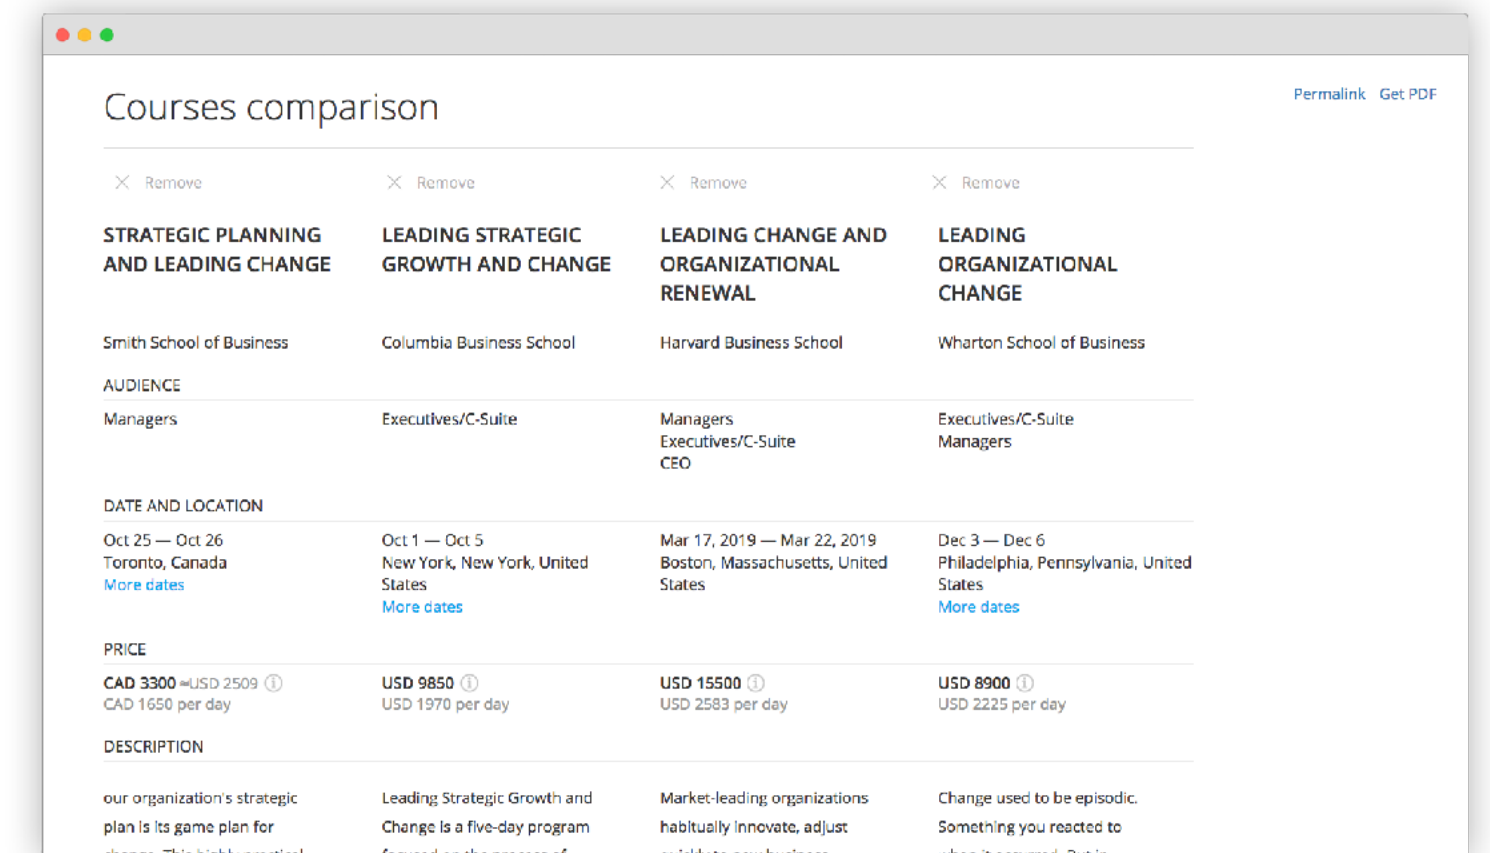 Courses comparison
Permalink Get PDF
Remove
Remove
Remove
Remove
STRATEGIC PLANNING
AND LEADING CHANGE
LEADING STRATEGIC
GROWTH AND CHANGE
LEADING CHANGE AND
ORGANIZATIONAL
RENEWAL
LEADING
ORGANIZATIONAL
CHANGE
Smith School of Business
Columbia Business School
Harvard Business School
Wharton School of Business
AUDIENCE
Managers
Executives/C-Suite
Managers
Executives/C-Suite
CEO
Executives/C-Suite
Managers
DATE AND LOCATION
Oct 25 — Oct 26
Toronto, Canada
More dates
Oct 1 — Oct 5
New York, New York, United
States
More dates
Mar 17, 2019 — Mar 22, 2019
Boston, Massachusetts, United
States
Dec 3 — Dec 6
Philadelphia, Pennsylvania, United
States
More dates
PRICE
CAD 3300 ≈USD 2509
CAD 1650 per day
USD 9850
USD 1970 per day
USD 15500
USD 2583 per day
USD 8900
USD 2225 per day
DESCRIPTION
our organization's strategic
plan is its game plan for
Leading Strategic Growth and
Change is a five-day program
Market-leading organizations
habitually innovate, adjust
Change used to be episodic.
Something you reacted to